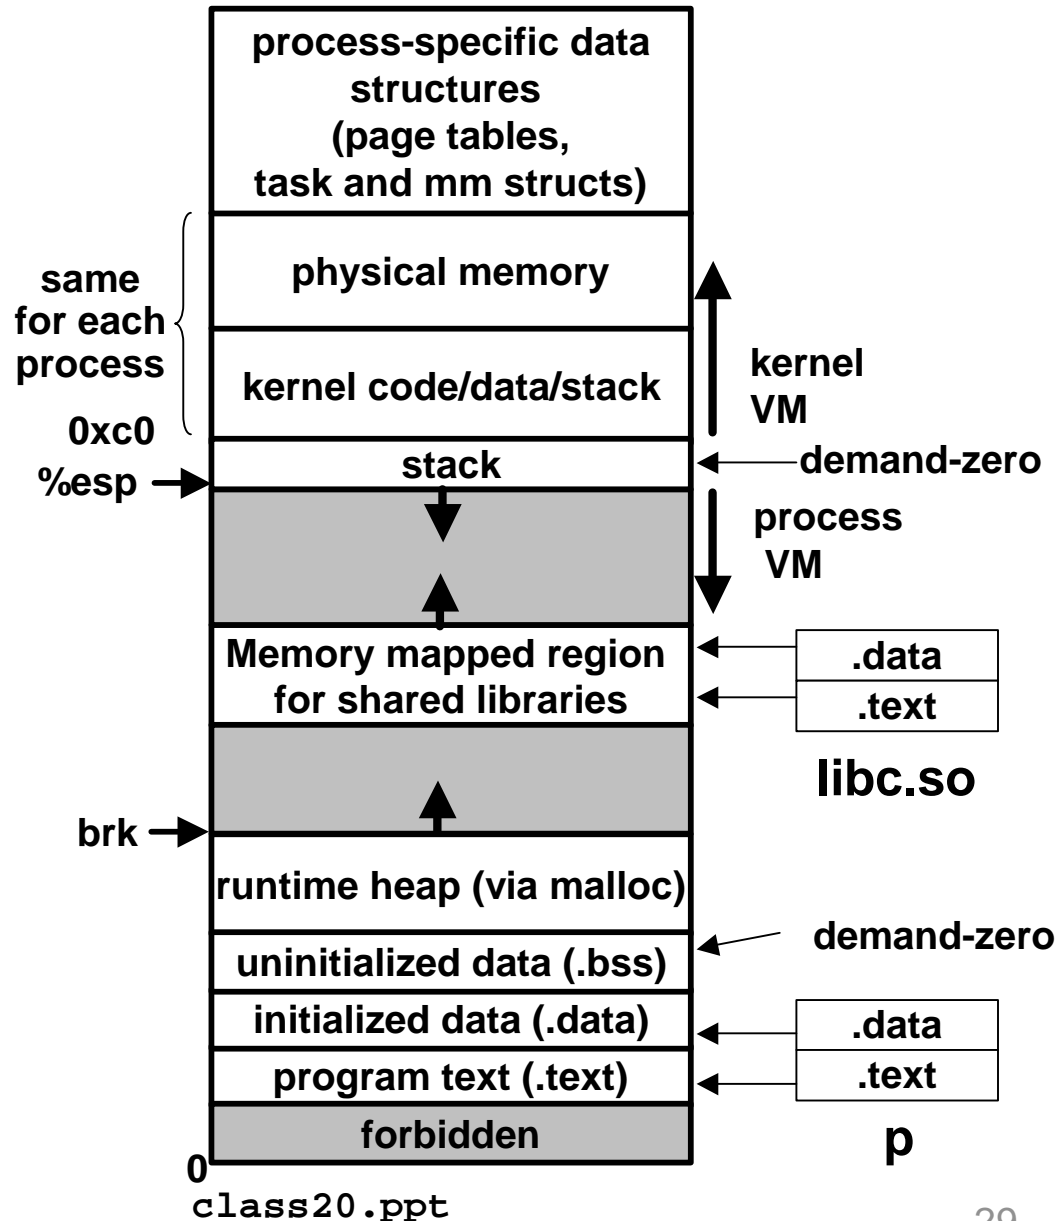 process-specific data
structures
(page tables,
task and mm structs)
physical memory
same
for each
process
kernel code/data/stack
kernel
VM
0xc0
stack
demand-zero
%esp
process
VM
Memory mapped region
for shared libraries
.data
.text
libc.so
brk
runtime heap (via malloc)
demand-zero
uninitialized data (.bss)
initialized data (.data)
.data
program text (.text)
.text
forbidden
p
0
class20.ppt
29